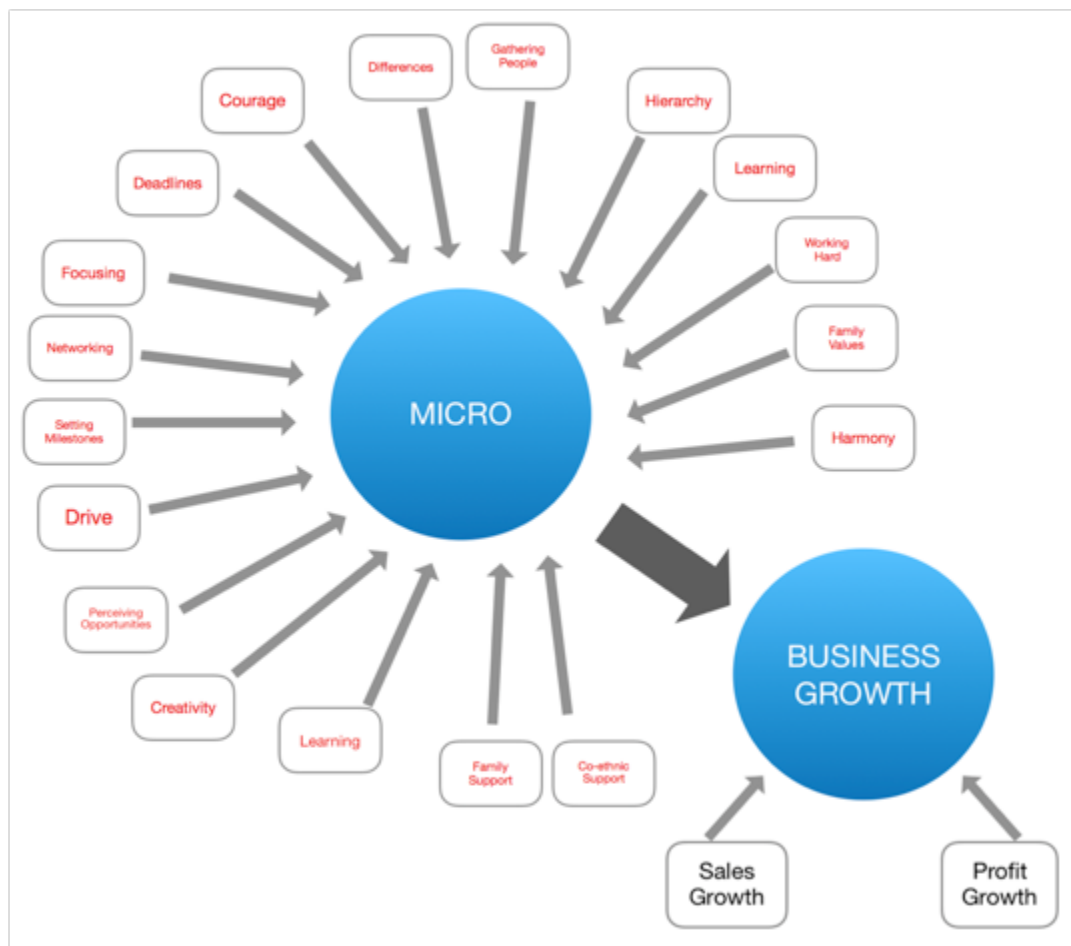 Gathering
People
Differences
Courage
Hierarchy
Learning
Deadlines
Working
Hard
Focusing
Family
Values
Networking
MICRO
Setting
Milestones
Harmony
Drive
Perceiving
Opportunities
Creativity
Learning
Family
Support
Co-ethnic
Support
BUSINESS
GROWTH
Sales
Growth
Profit
Growth